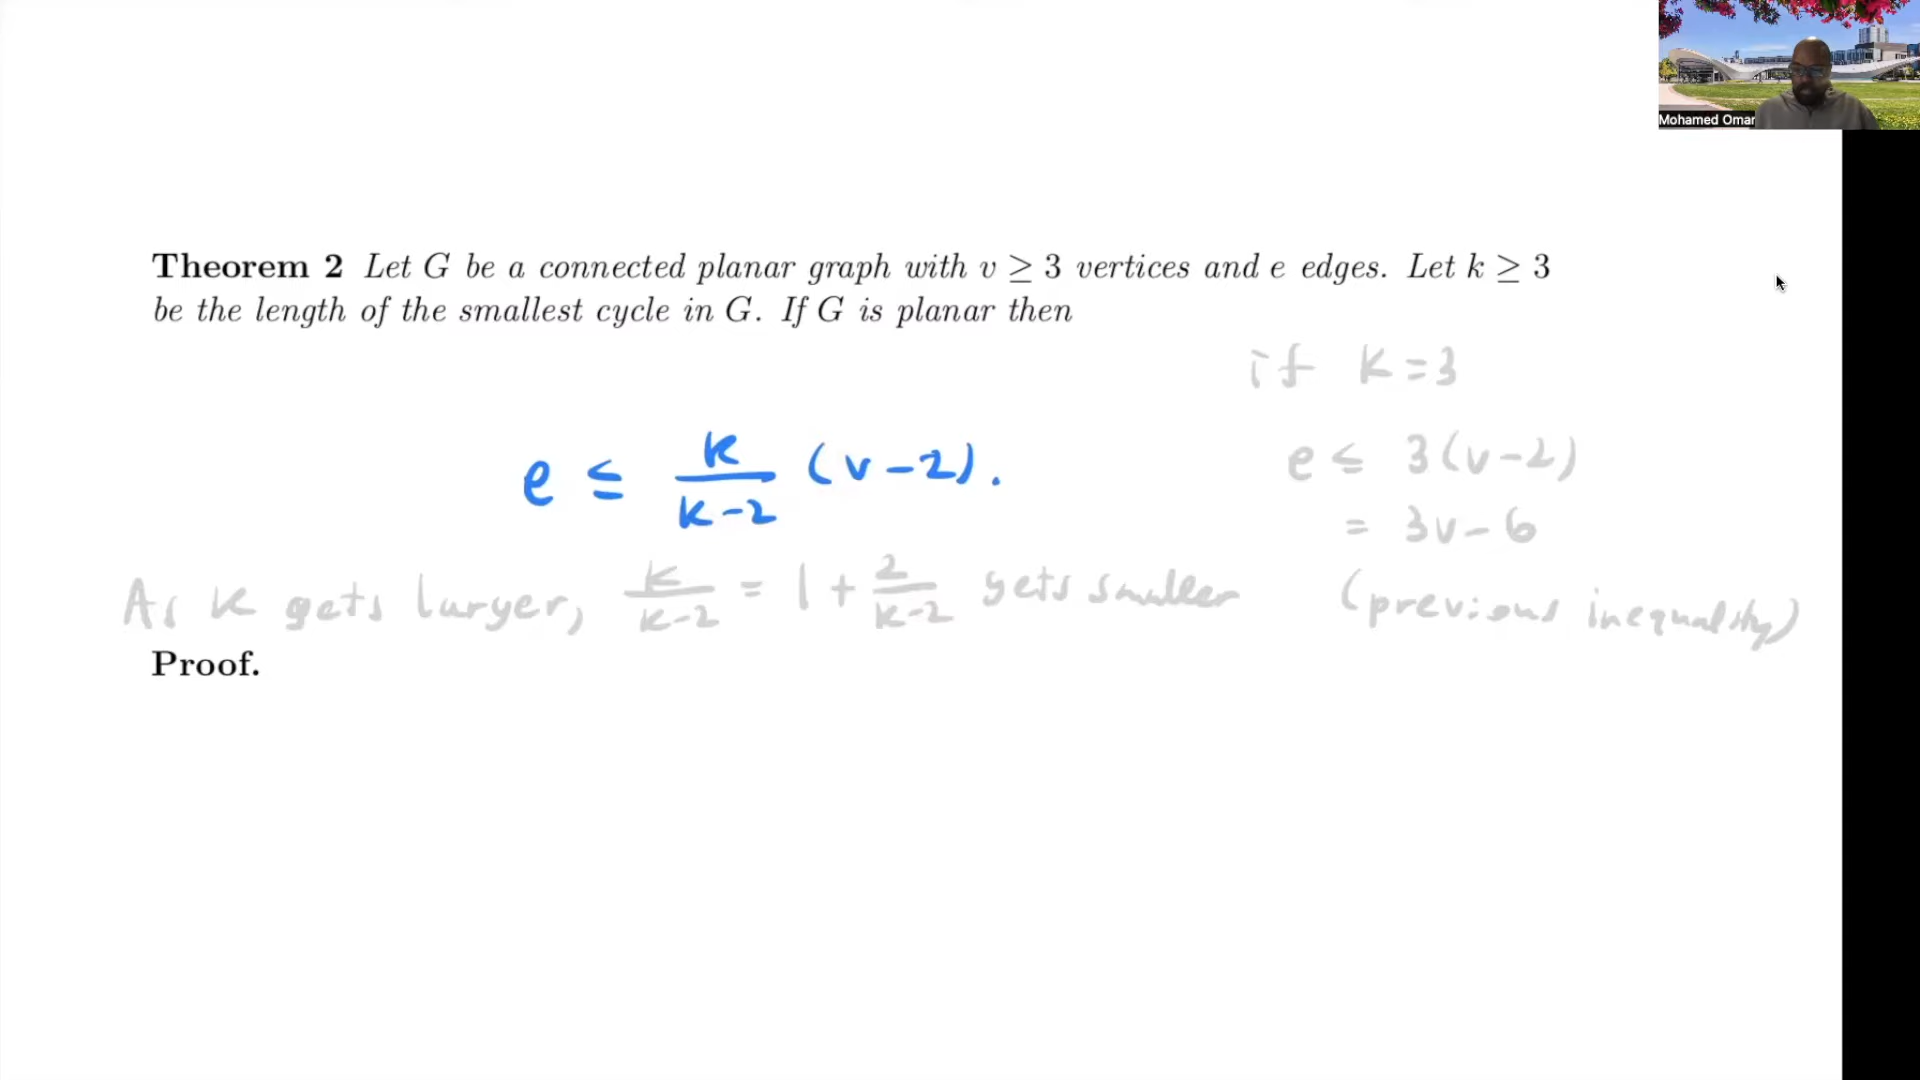 Mohamed Omar
Theorem 2 Let G be a connected planar graph with v ≥ 3 vertices and e edges. Let k ≥ 3
be the length of the smallest cycle in G. If G is planar then
if k = 3
e ≤ k/(k-2) (v-2).
e ≤ 3(v-2)
= 3v-6
As k gets larger, k/(k-2) = 1 + 2/(k-2) gets smaller
(previous inequality)
Proof.